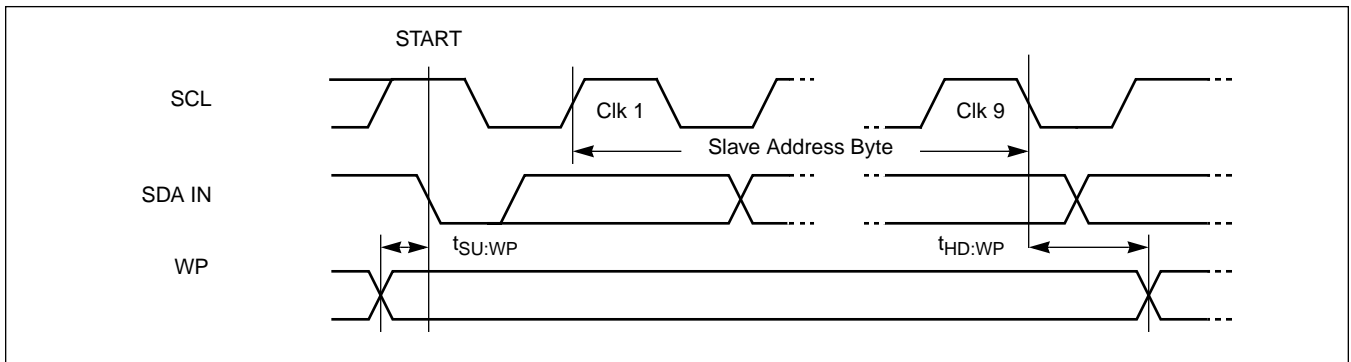 START
SCL
Clk 1
Clk 9
Slave Address Byte
SDA IN
tSU:WP
tHD:WP
WP